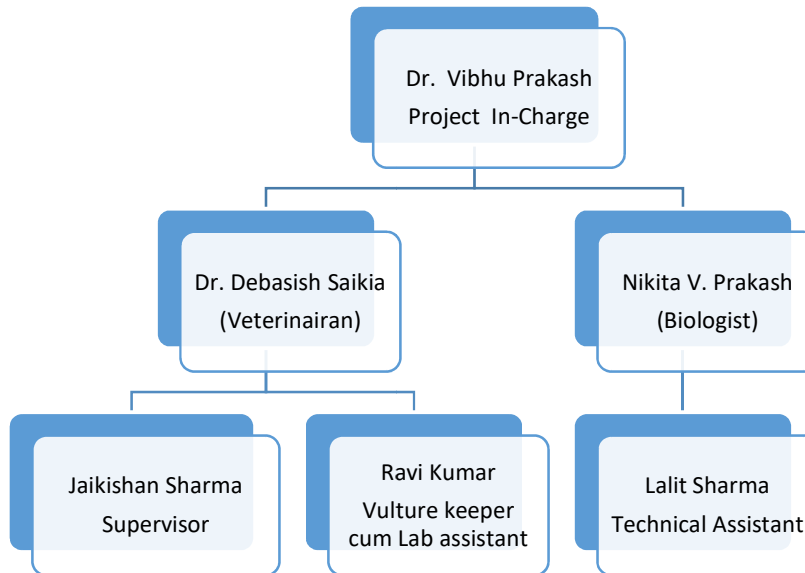 Dr. Vibhu Prakash
Project In-Charge
Dr. Debasish Saikia
(Veterinairan)
Nikita V. Prakash
(Biologist)
Jaikishan Sharma
Supervisor
Ravi Kumar
Vulture keeper
cum Lab assistant
Lalit Sharma
Technical Assistant